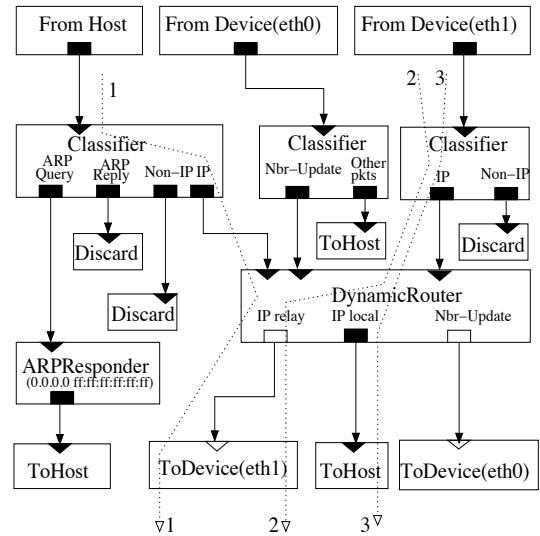 From Host
From Device(eth0)
From Device(eth1)
1
2
3
Classifier
ARP Query
ARP Reply
Non−IP
IP
Classifier
Nbr−Update
Other pkts
Classifier
IP
Non−IP
Discard
ToHost
Discard
Discard
DynamicRouter
IP relay
IP local
Nbr−Update
ARPResponder
(0.0.0.0 ff:ff:ff:ff:ff:ff)
ToHost
ToDevice(eth1)
ToHost
ToDevice(eth0)
1
2
3